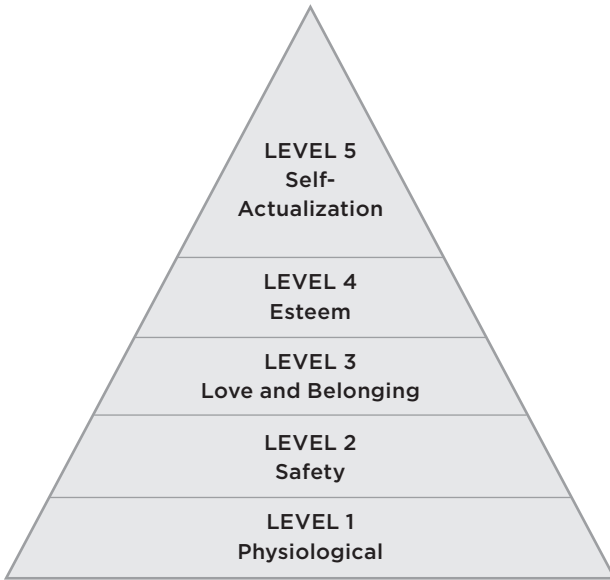 LEVEL 5
Self-
Actualization
LEVEL 4
Esteem
LEVEL 3
Love and Belonging
LEVEL 2
Safety
LEVEL 1
Physiological